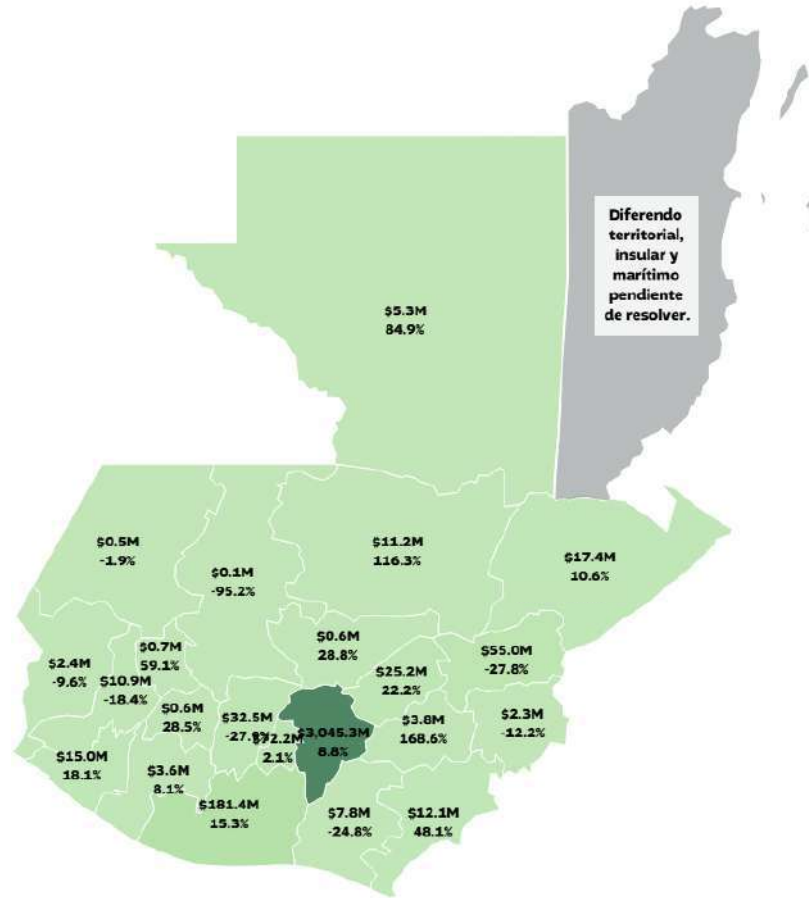 Diferendo
territorial,
insular y
marítimo
pendiente
de resolver.
$5.3M
84.9%
$0.5M
-1.9%
$0.1M
-95.2%
$11.2M
116.3%
$17.4M
10.6%
$0.7M
59.1%
$0.6M
28.8%
$55.0M
-27.8%
$2.4M
-9.6%
$10.9M
-18.4%
$25.2M
22.2%
$0.6M
28.5%
$32.5M
$3,045.3M
8.8%
$3.8M
168.6%
$2.3M
-12.2%
2.1%
$15.0M
18.1%
$3.6M
8.1%
$181.4M
15.3%
$7.8M
-24.8%
$12.1M
48.1%